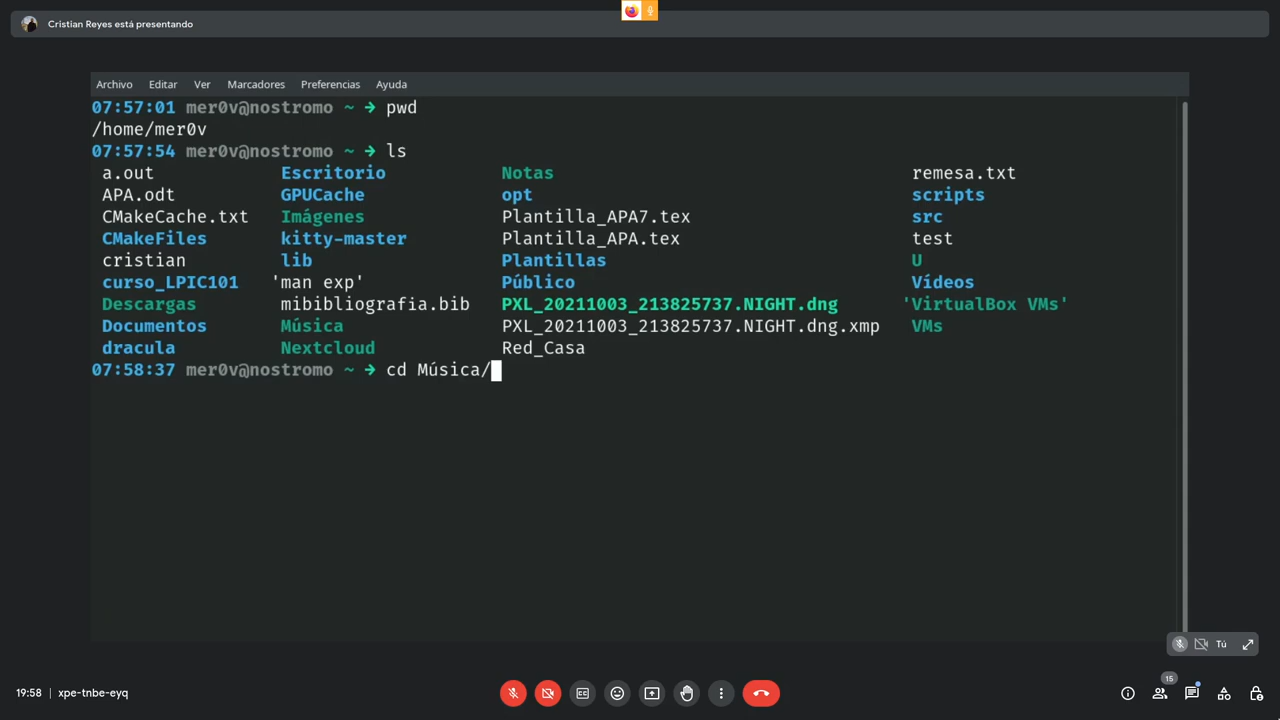 Cristian Reyes está presentando
Archivo Editar Ver Marcadores Preferencias Ayuda
07:57:01 mer0v@nostromo ~ → pwd
/home/mer0v
07:57:54 mer0v@nostromo ~ → ls
a.out Escritorio Notas remesa.txt
APA.odt GPUCache opt scripts
CMakeCache.txt Imágenes Plantilla_APA7.tex src
CMakeFiles kitty-master Plantilla_APA.tex test
cristian lib Plantillas U
curso_LPIC101 'man exp' Público Vídeos
Descargas mibibliografia.bib PXL_20211003_213825737.NIGHT.dng 'VirtualBox VMs'
Documentos Música PXL_20211003_213825737.NIGHT.dng.xmp VMs
dracula Nextcloud Red_Casa
07:58:37 mer0v@nostromo ~ → cd Música/
Tú
15
19:58 | xpe-tnbe-eyq